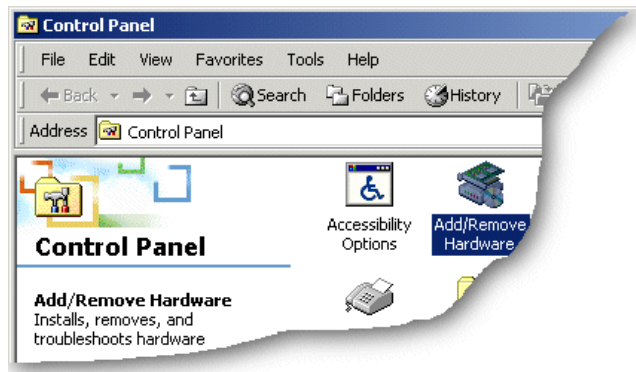 Control Panel
File Edit View Favorites Tools Help
Back Search Folders History
Address Control Panel
Accessibility Options
Add/Remove Hardware
Control Panel
Add/Remove Hardware
Installs, removes, and
troubleshoots hardware